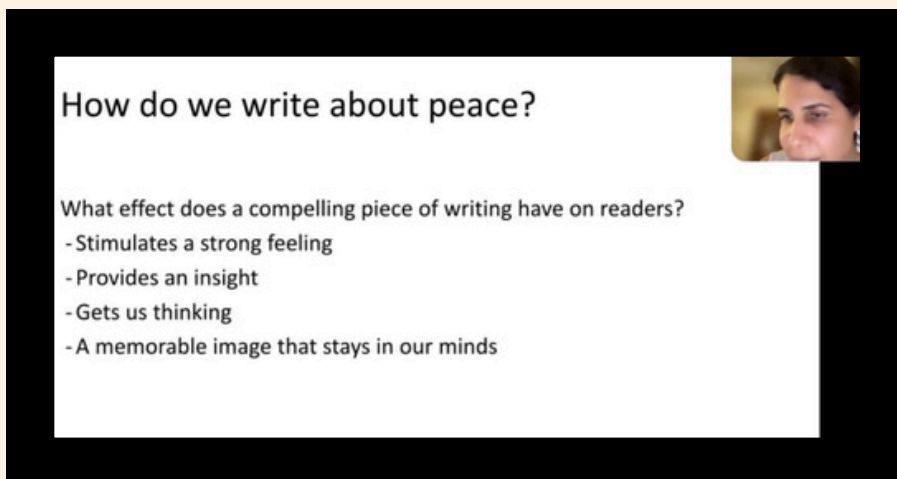 How do we write about peace?
What effect does a compelling piece of writing have on readers?
- Stimulates a strong feeling
- Provides an insight
- Gets us thinking
- A memorable image that stays in our minds